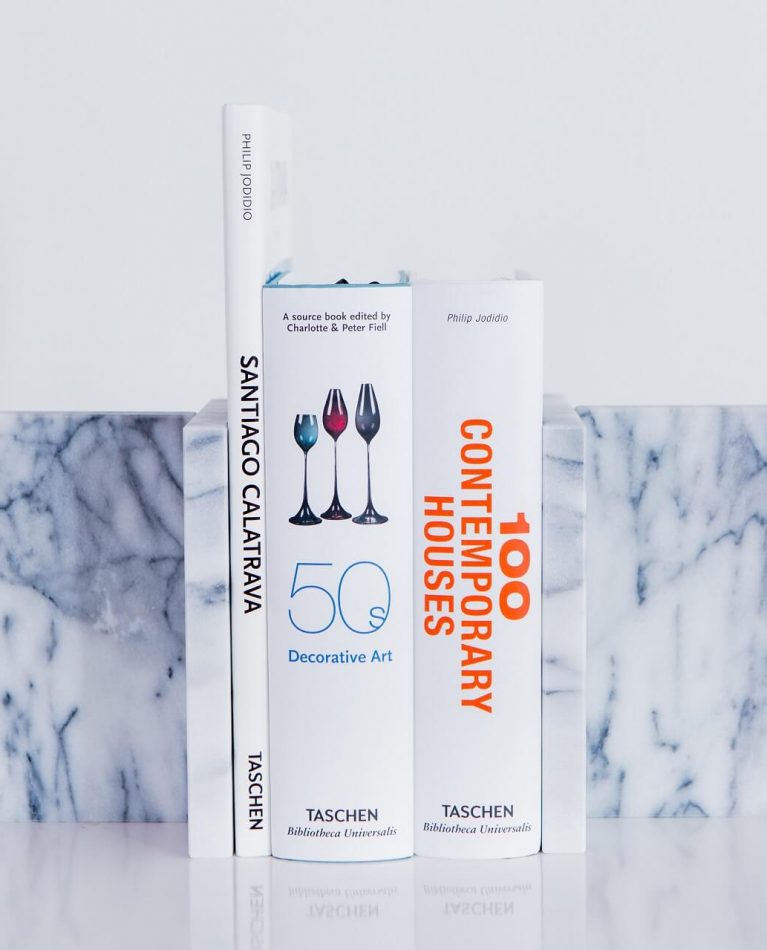 PHILIP JODIDIO
SANTIAGO CALATRAVA
TASCHEN
A source book edited by
Charlotte & Peter Fiell
50s
Decorative Art
TASCHEN
Bibliotheca Universalis
Philip Jodidio
100
CONTEMPORARY
HOUSES
TASCHEN
Bibliotheca Universalis